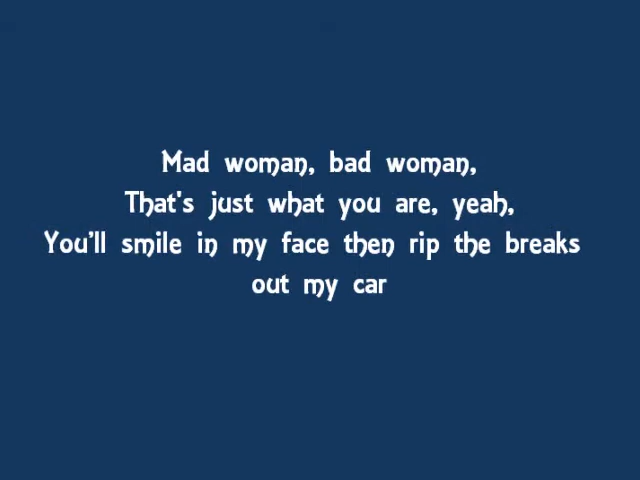 Mad woman, bad woman,
That's just what you are, yeah,
You’ll smile in my face then rip the breaks
out my car